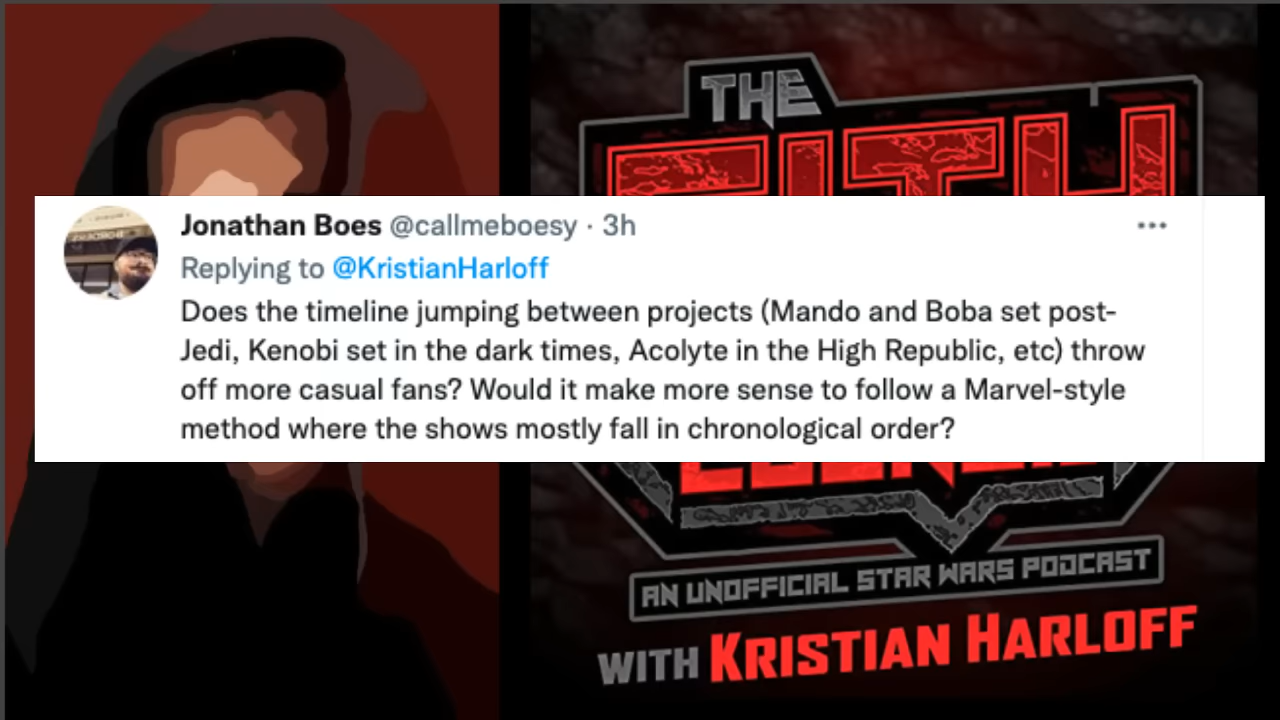 THE
SITH
Jonathan Boes @callmeboesy · 3h
Replying to @KristianHarloff
Does the timeline jumping between projects (Mando and Boba set post-
Jedi, Kenobi set in the dark times, Acolyte in the High Republic, etc) throw
off more casual fans? Would it make more sense to follow a Marvel-style
method where the shows mostly fall in chronological order?
COUNCIL
AN UNOFFICIAL STAR WARS PODCAST
WITH KRISTIAN HARLOFF